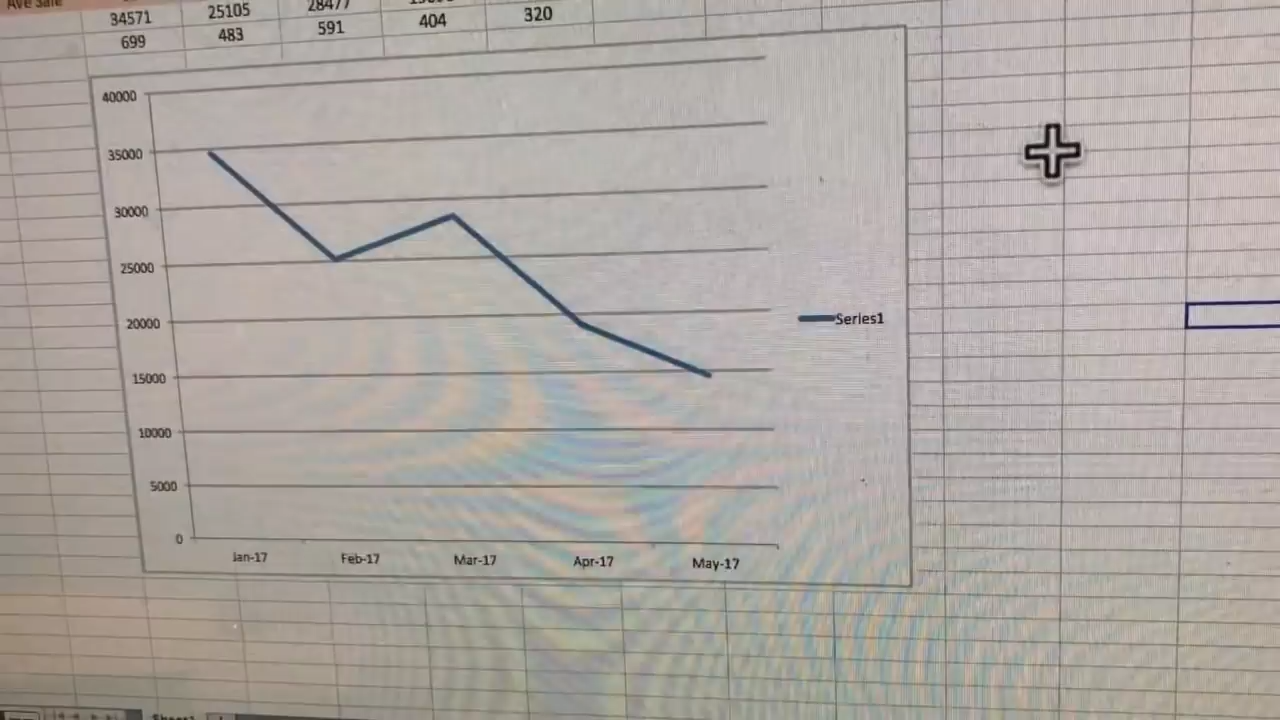 Ave Sale
34571 25105 28477
699 483 591 404 320
40000
35000
30000
25000
20000
15000
10000
5000
0
Jan-17 Feb-17 Mar-17 Apr-17 May-17
Series1
Sheet1